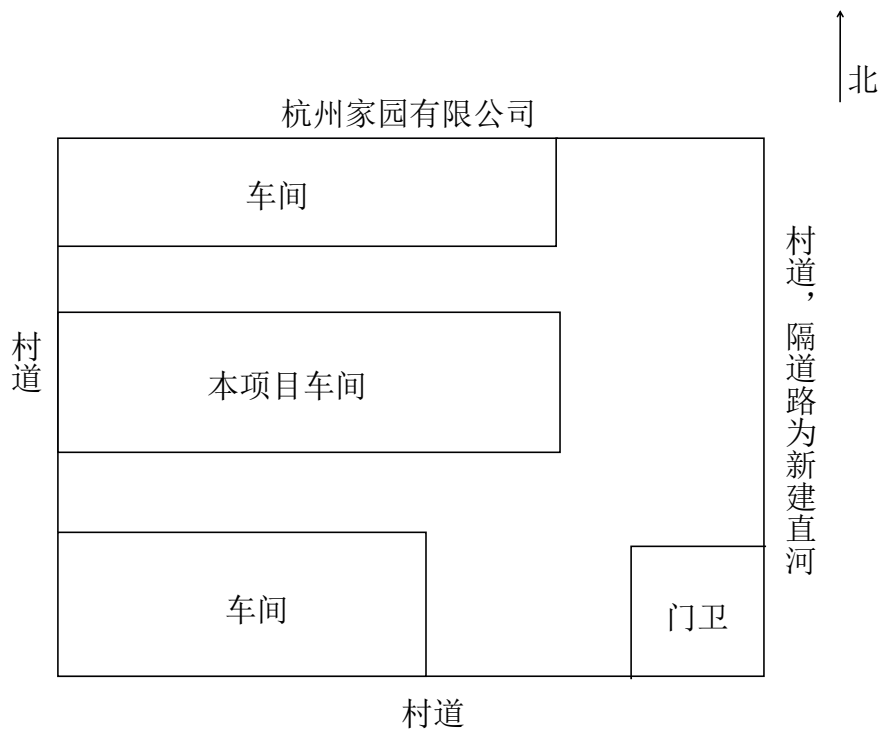 北
杭州家园有限公司
车间
村道，隔道路为新建直河
村道
本项目车间
车间
门卫
村道